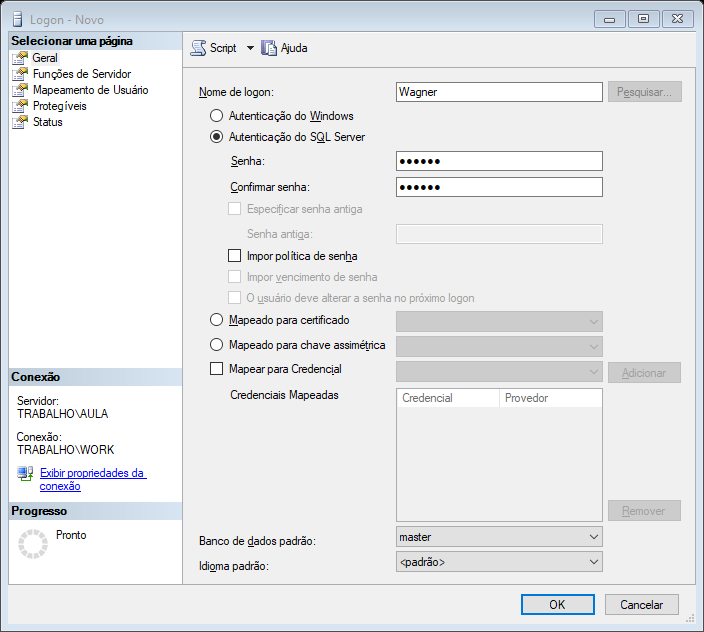 Logon - Novo
Selecionar uma página
Geral
Funções de Servidor
Mapeamento de Usuário
Protegíveis
Status
Conexão
Servidor:
TRABALHO\AULA
Conexão:
TRABALHO\WORK
Exibir propriedades da
conexão
Progresso
Pronto
Script
Ajuda
Nome de logon:
Wagner
Pesquisar...
Autenticação do Windows
Autenticação do SQL Server
Senha:
●●●●●●
Confirmar senha:
●●●●●●
Especificar senha antiga
Senha antiga:
Impor política de senha
Impor vencimento de senha
O usuário deve alterar a senha no próximo logon
Mapeado para certificado
Mapeado para chave assimétrica
Mapear para Credencial
Adicionar
Credenciais Mapeadas
Credencial Provedor
Remover
Banco de dados padrão:
master
Idioma padrão:
<padrão>
OK
Cancelar